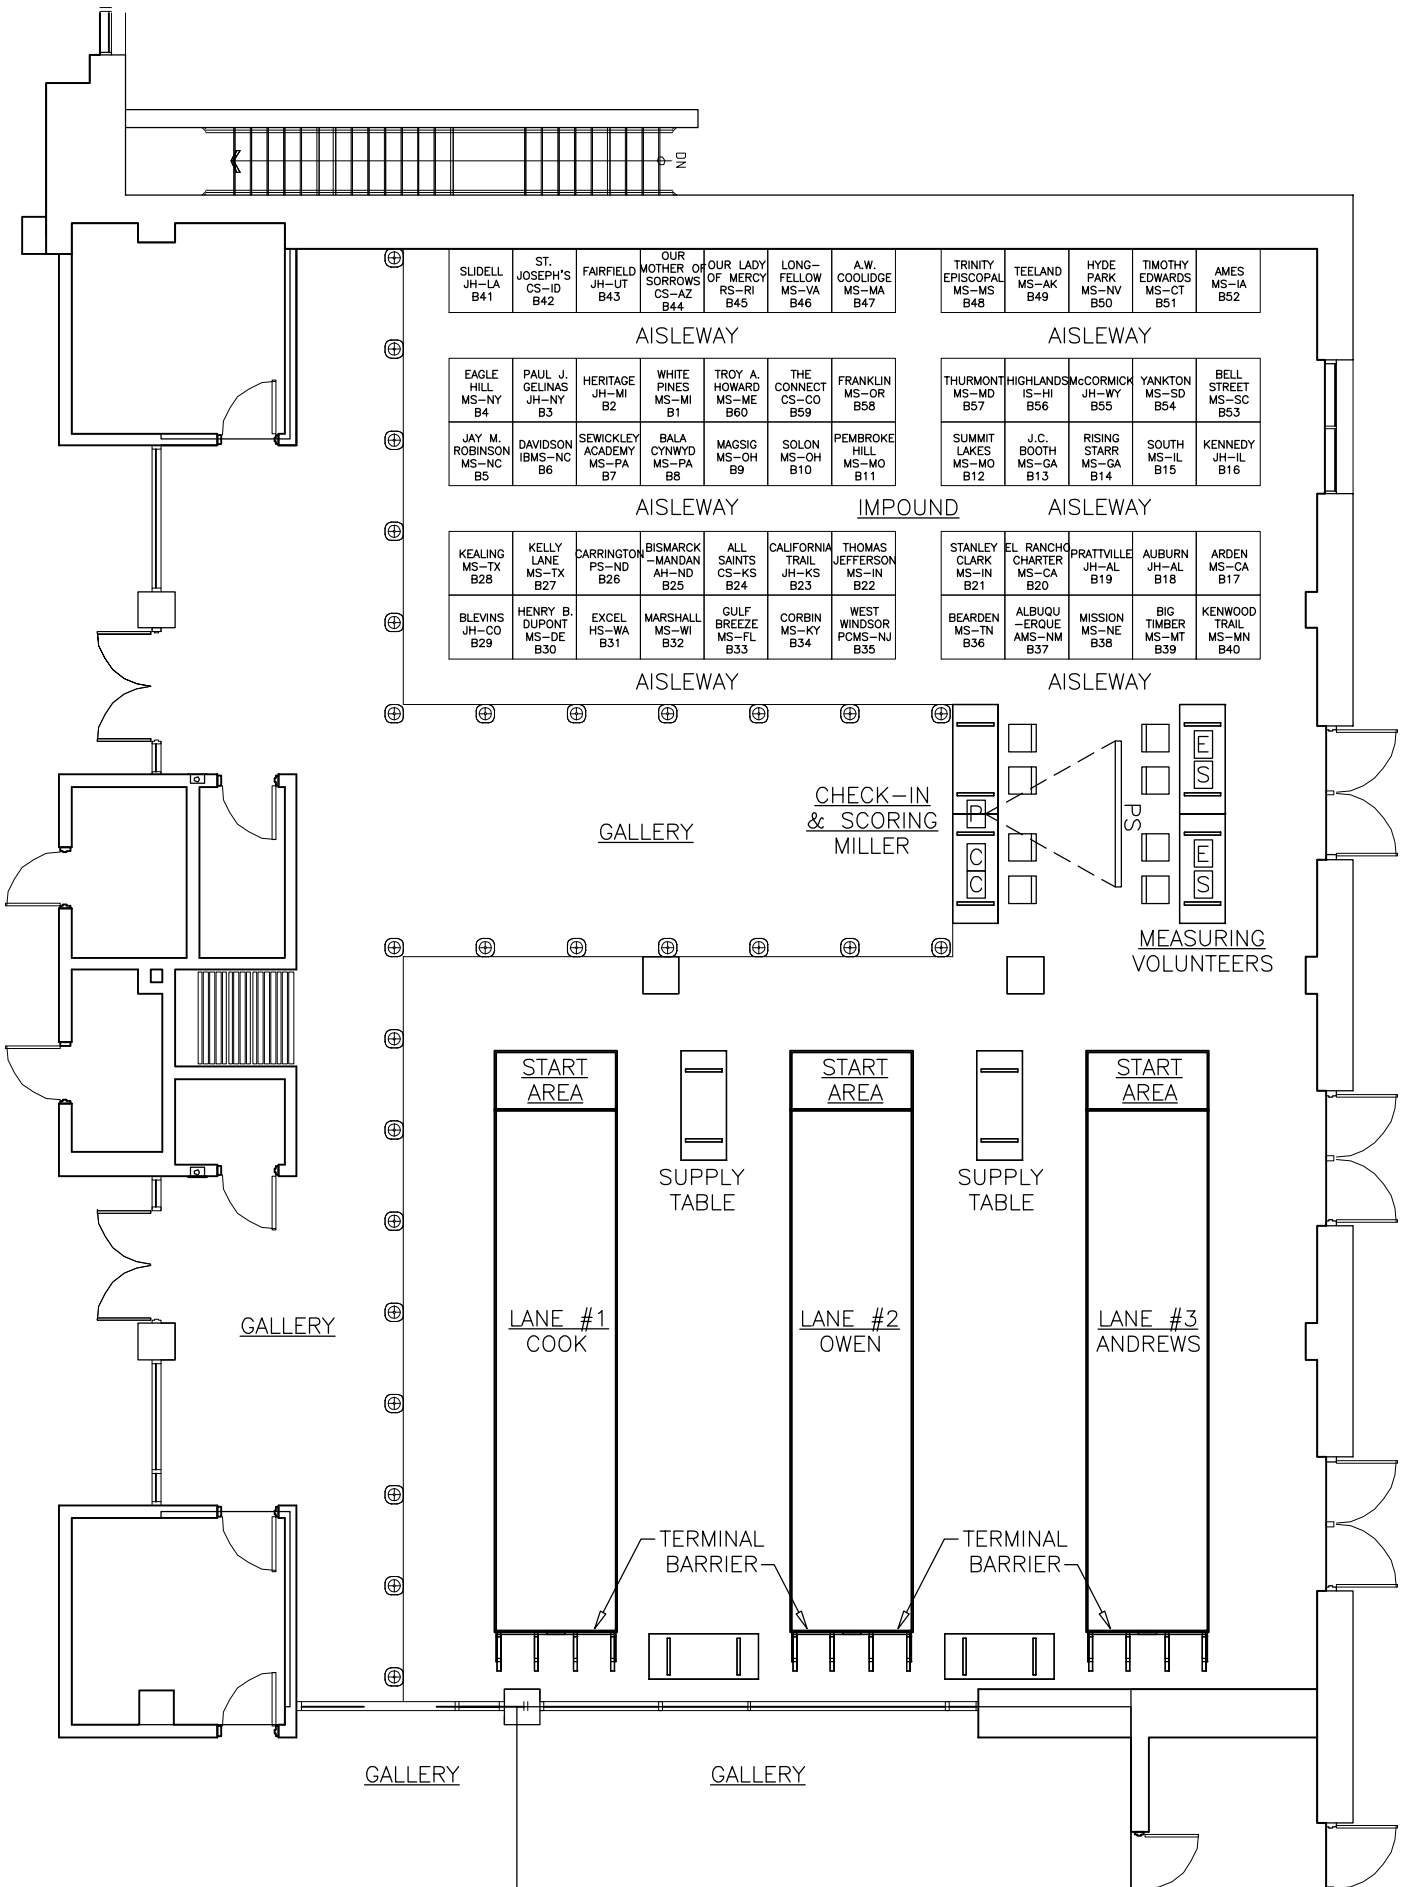 DN
SLIDELL
JH-LA
B41
ST.
JOSEPH'S
CS-ID
B42
FAIRFIELD
JH-UT
B43
OUR
MOTHER OF
SORROWS
CS-AZ
B44
OUR LADY
OF MERCY
RS-RI
B45
LONG-
FELLOW
MS-VA
B46
A.W.
COOLIDGE
MS-MA
B47
TRINITY
EPISCOPAL
MS-MS
B48
TEELAND
MS-AK
B49
HYDE
PARK
MS-NV
B50
TIMOTHY
EDWARDS
MS-CT
B51
AMES
MS-IA
B52
AISLEWAY
AISLEWAY
EAGLE
HILL
MS-NY
B4
PAUL J.
GELINAS
JH-NY
B3
HERITAGE
JH-MI
B2
WHITE
PINES
MS-MI
B1
TROY A.
HOWARD
MS-ME
B60
THE
CONNECT
CS-CO
B59
FRANKLIN
MS-OR
B58
THURMONT
MS-MD
B57
HIGHLANDS
IS-HI
B56
McCORMICK
JH-WY
B55
YANKTON
MS-SD
B54
BELL
STREET
MS-SC
B53
JAY M.
ROBINSON
MS-NC
B5
DAVIDSON
IBMS-NC
B6
SEWICKLEY
ACADEMY
MS-PA
B7
BALA
CYNWYD
MS-PA
B8
MAGSIG
MS-OH
B9
SOLON
MS-OH
B10
PEMBROKE
HILL
MS-MO
B11
SUMMIT
LAKES
MS-MO
B12
J.C.
BOOTH
MS-GA
B13
RISING
STARR
MS-GA
B14
SOUTH
MS-IL
B15
KENNEDY
JH-IL
B16
AISLEWAY
IMPOUND
AISLEWAY
KEALING
MS-TX
B28
KELLY
LANE
MS-TX
B27
CARRINGTON
PS-ND
B26
BISMARCK
-MANDAN
AH-ND
B25
ALL
SAINTS
CS-KS
B24
CALIFORNIA
TRAIL
JH-KS
B23
THOMAS
JEFFERSON
MS-IN
B22
STANLEY
CLARK
MS-IN
B21
EL RANCHO
CHARTER
MS-CA
B20
PRATTVILLE
JH-AL
B19
AUBURN
JH-AL
B18
ARDEN
MS-CA
B17
BLEVINS
JH-CO
B29
HENRY B.
DUPONT
MS-DE
B30
EXCEL
HS-WA
B31
MARSHALL
MS-WI
B32
GULF
BREEZE
MS-FL
B33
CORBIN
MS-KY
B34
WEST
WINDSOR
PCMS-NJ
B35
BEARDEN
MS-TN
B36
ALBUQU
-ERQUE
AMS-NM
B37
MISSION
MS-NE
B38
BIG
TIMBER
MS-MT
B39
KENWOOD
TRAIL
MS-MN
B40
AISLEWAY
AISLEWAY
GALLERY
CHECK-IN
& SCORING
MILLER
P
C
C
PS
E
S
E
S
MEASURING
VOLUNTEERS
START
AREA
START
AREA
START
AREA
SUPPLY
TABLE
SUPPLY
TABLE
GALLERY
LANE #1
COOK
LANE #2
OWEN
LANE #3
ANDREWS
TERMINAL
BARRIER
TERMINAL
BARRIER
GALLERY
GALLERY